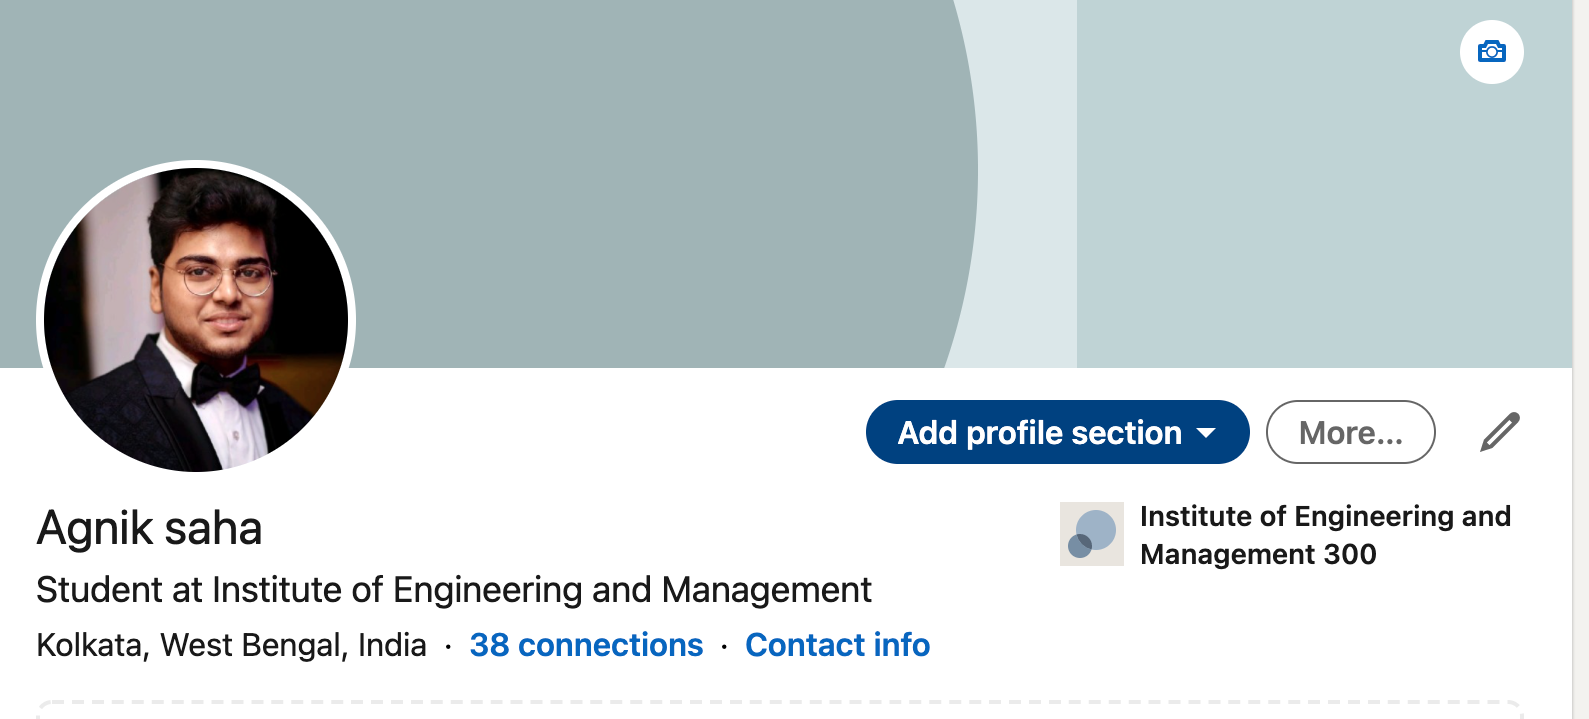 Add profile section
More...
Agnik saha
Institute of Engineering and
Management 300
Student at Institute of Engineering and Management
Kolkata, West Bengal, India · 38 connections · Contact info